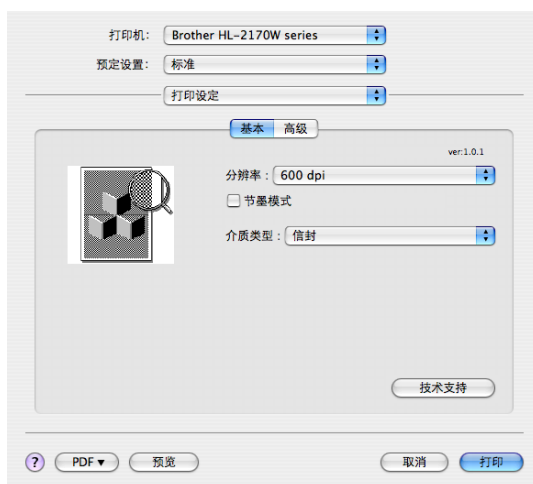 打印机: Brother HL-2170W series
预定设置: 标准
打印设定
基本 高级
ver:1.0.1
分辨率: 600 dpi
节墨模式
介质类型: 信封
技术支持
? PDF▼ 预览 取消 打印